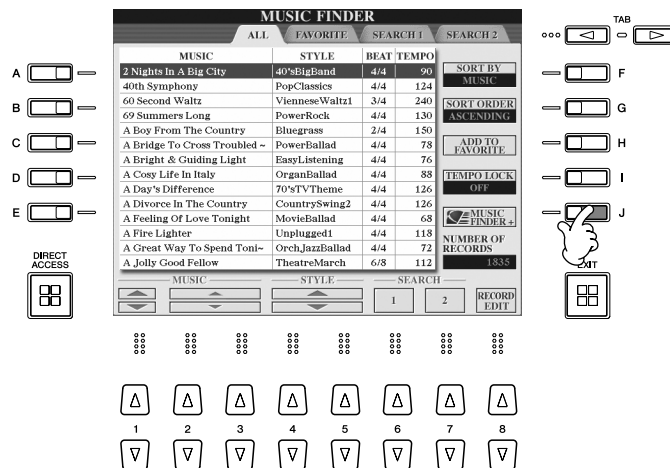 MUSIC FINDER
TAB
ALL FAVORITE SEARCH 1 SEARCH 2
MUSIC STYLE BEAT TEMPO
2 Nights In A Big City 40'sBigBand 4/4 90
40th Symphony PopClassics 4/4 124
60 Second Waltz VienneseWaltz1 3/4 240
69 Summers Long PowerRock 4/4 130
A Boy From The Country Bluegrass 2/4 150
A Bridge To Cross Troubled ~ PowerBallad 4/4 78
A Bright & Guiding Light EasyListening 4/4 76
A Cosy Life In Italy OrganBallad 4/4 88
A Day's Difference 70'sTVTheme 4/4 126
A Divorce In The Country CountrySwing2 4/4 126
A Feeling Of Love Tonight MovieBallad 4/4 68
A Fire Lighter Unplugged1 4/4 118
A Great Way To Spend Toni~ OrchJazzBallad 4/4 72
A Jolly Good Fellow TheatreMarch 6/8 112
SORT BY
MUSIC
SORT ORDER
ASCENDING
ADD TO
FAVORITE
TEMPO LOCK
OFF
MUSIC
FINDER +
NUMBER OF
RECORDS
1835
A
B
C
D
E
F
G
H
I
J
DIRECT
ACCESS
EXIT
MUSIC STYLE SEARCH
1 2 RECORD
EDIT
1 2 3 4 5 6 7 8